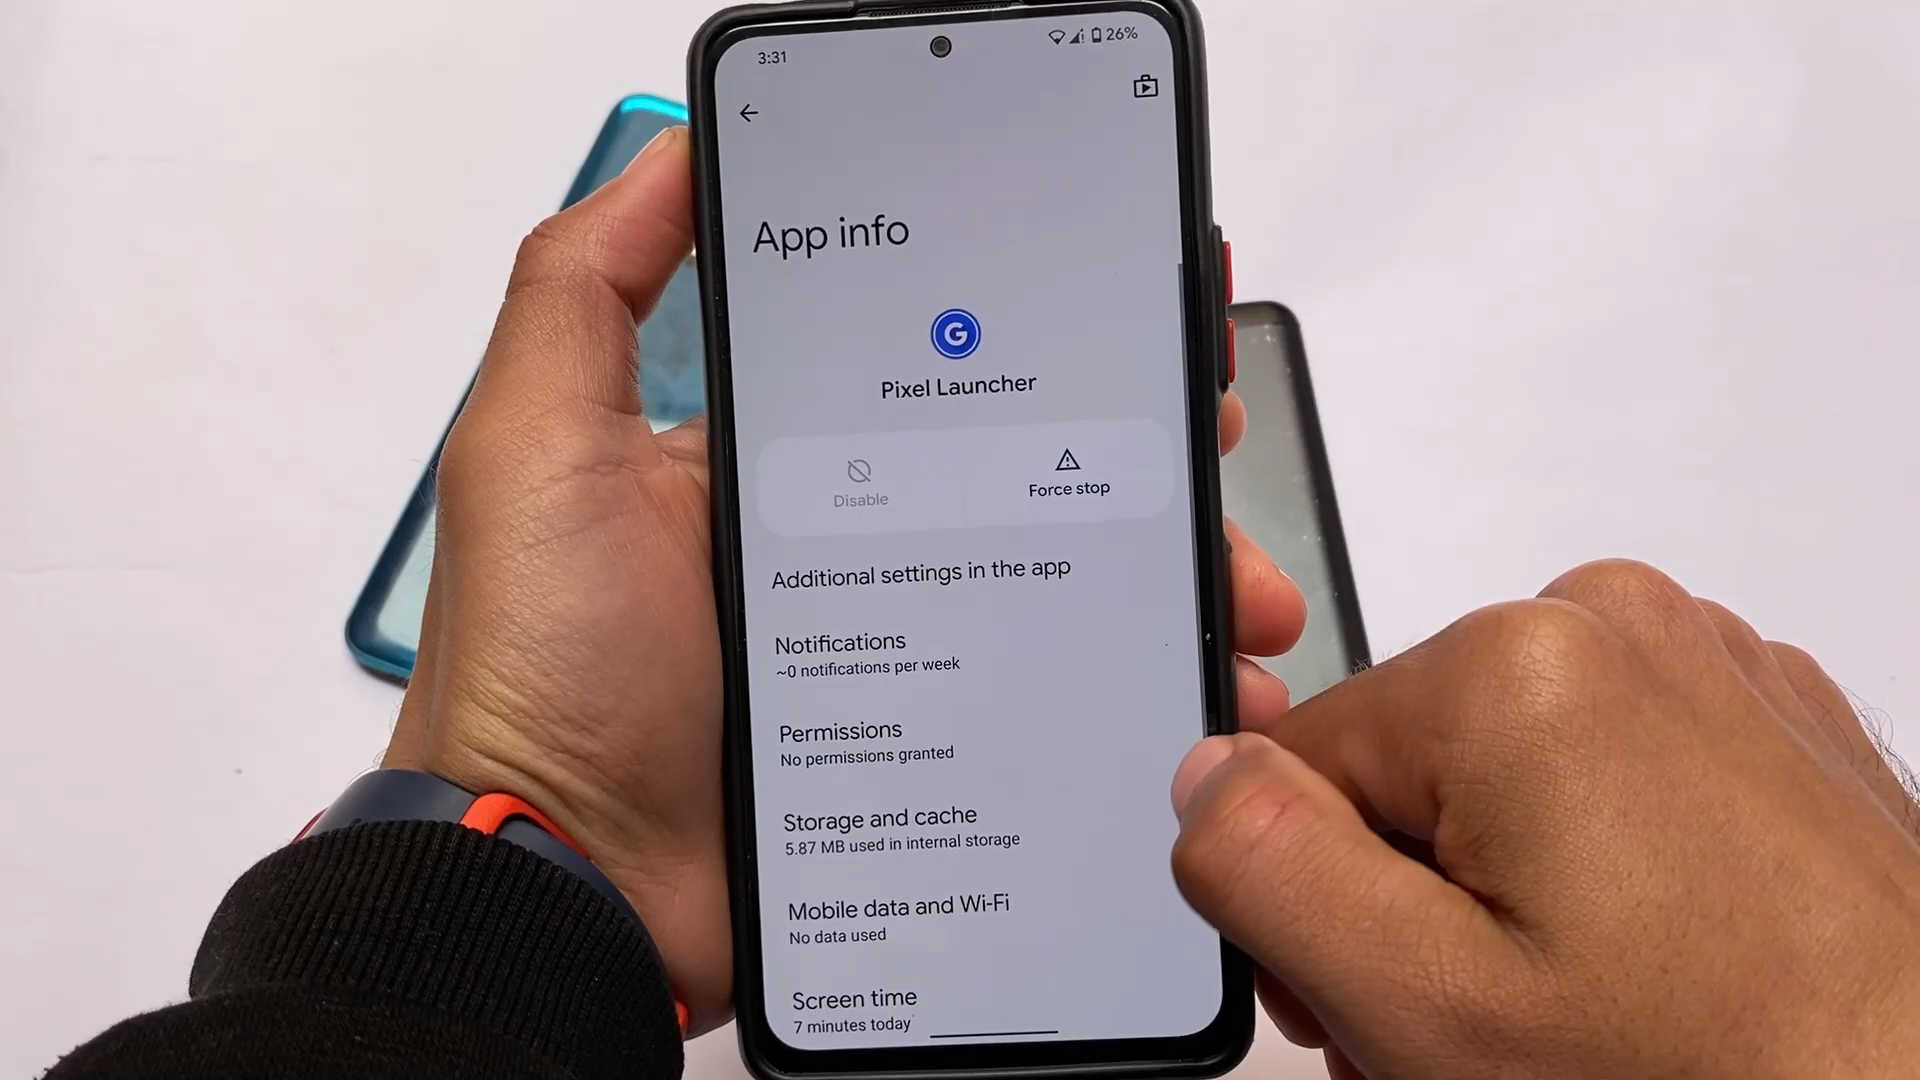 3:31
26%
App info
G
Pixel Launcher
Disable
Force stop
Additional settings in the app
Notifications
~0 notifications per week
Permissions
No permissions granted
Storage and cache
5.87 MB used in internal storage
Mobile data and Wi-Fi
No data used
Screen time
7 minutes today